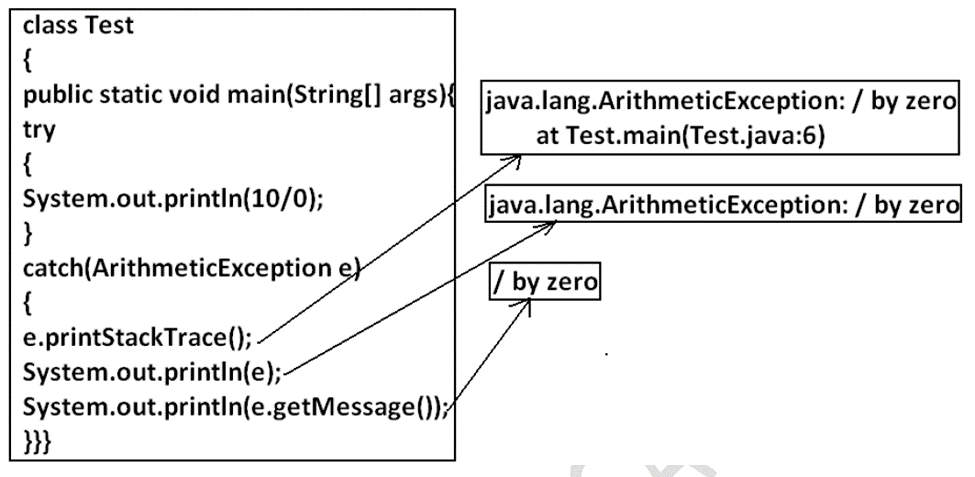 class Test
{
public static void main(String[] args){
try
{
System.out.println(10/0);
}
catch(ArithmeticException e)
{
e.printStackTrace();
System.out.println(e);
System.out.println(e.getMessage());
}}}
java.lang.ArithmeticException: / by zero
at Test.main(Test.java:6)
java.lang.ArithmeticException: / by zero
/ by zero